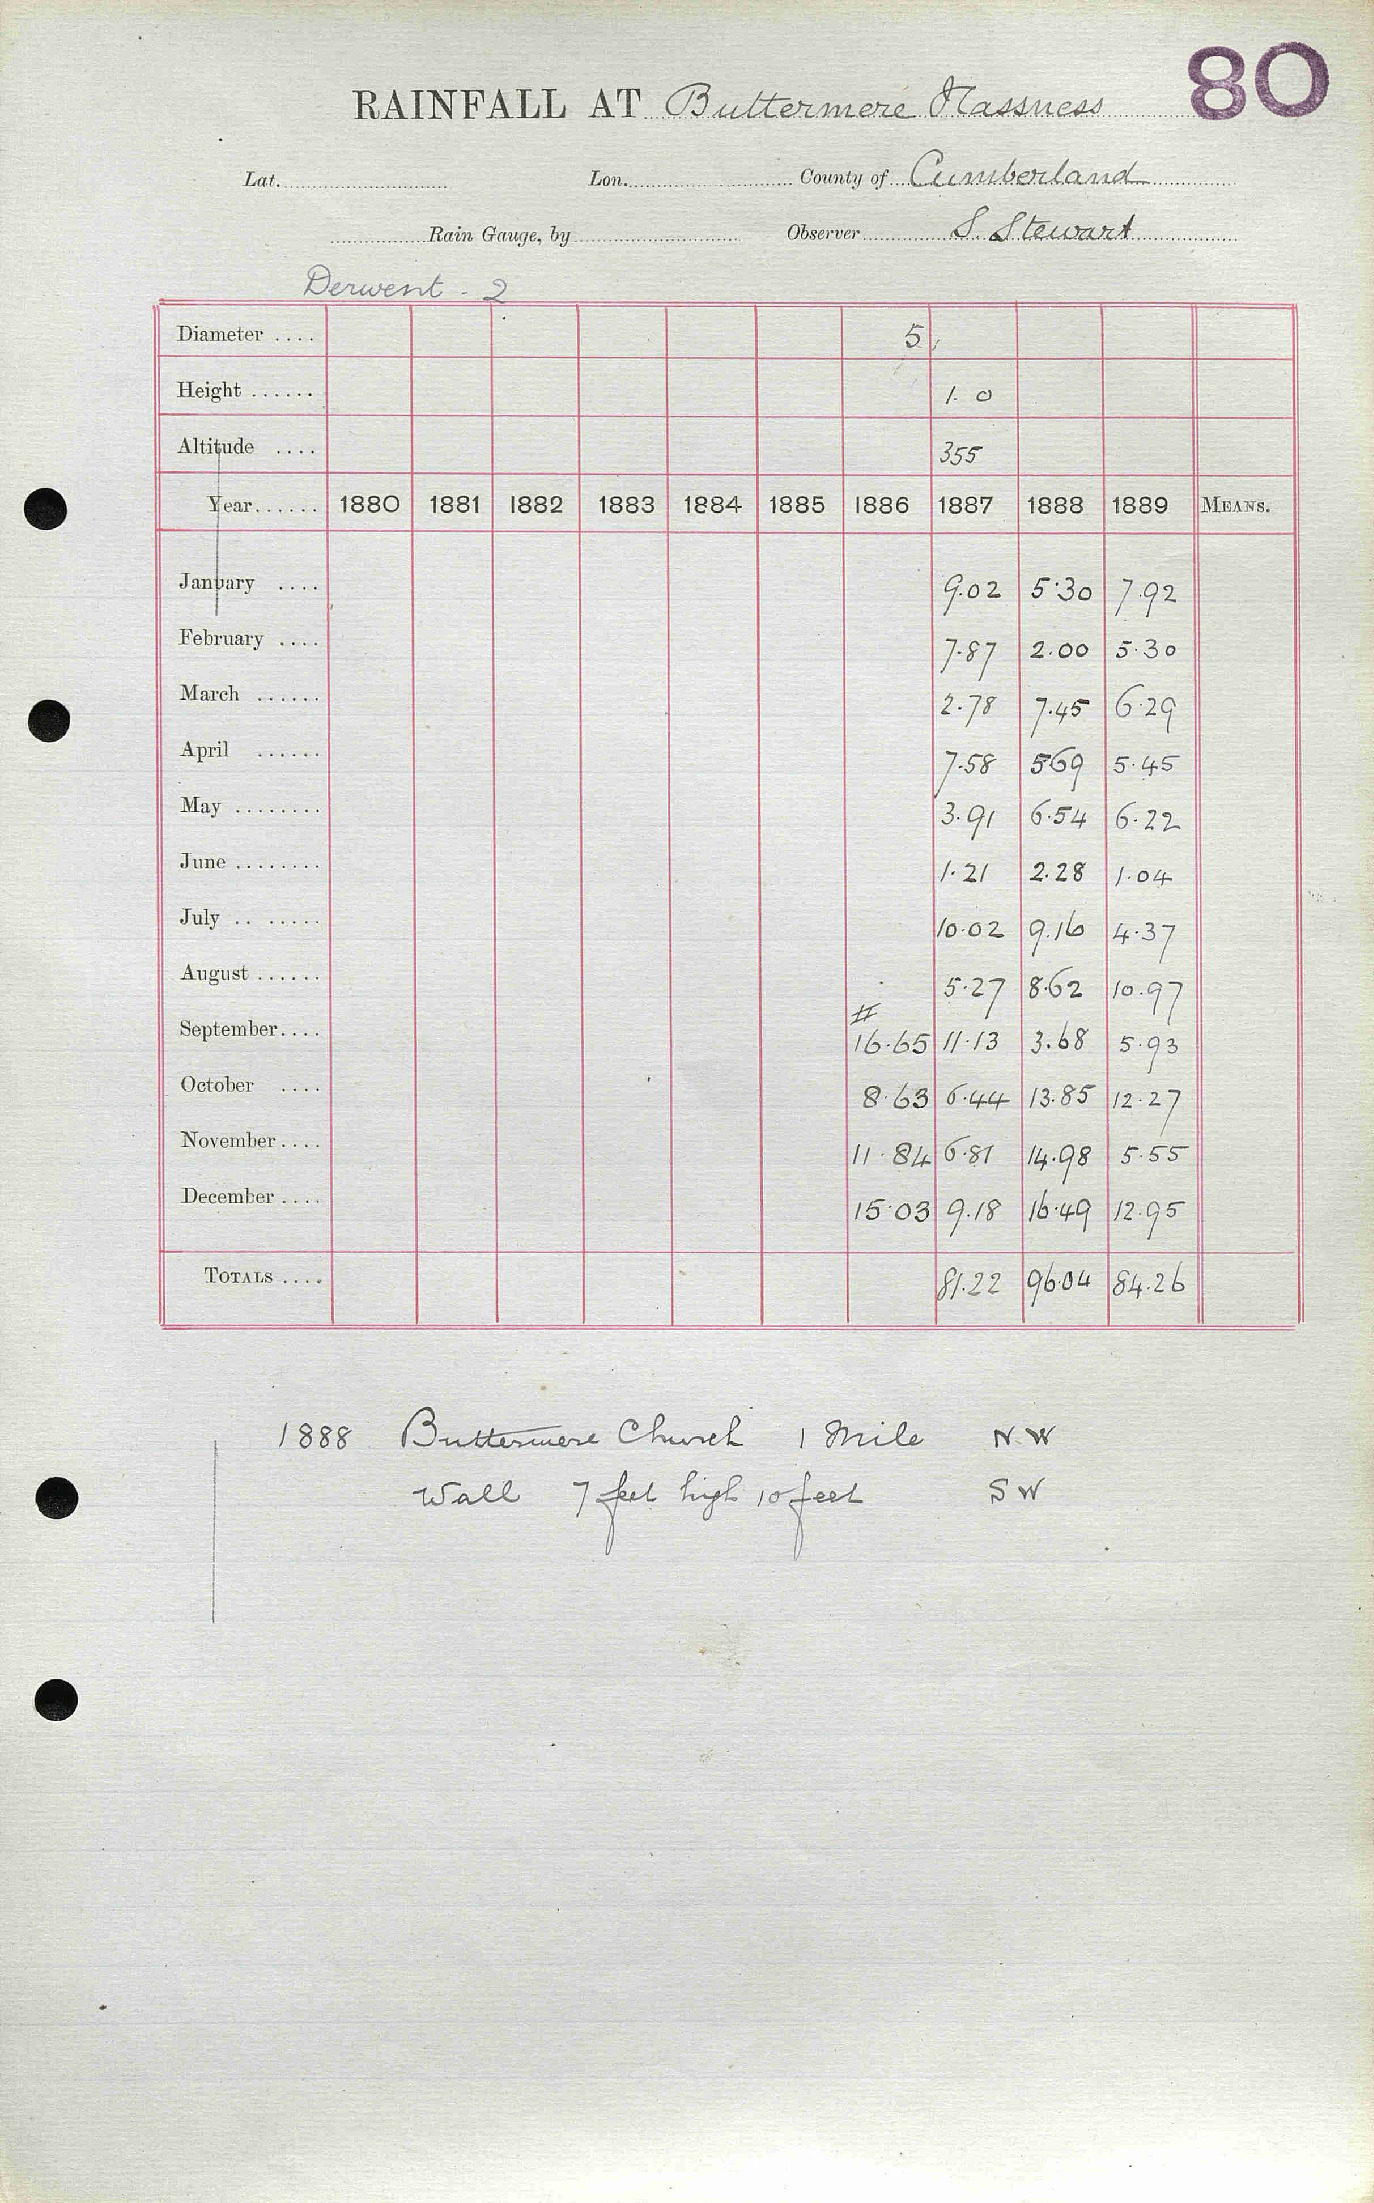 80
RAINFALL AT Buttermere Hassness
Lat. Lon. County of Cumberland
Rain Gauge, by Observer S. Stewart
Derwent - 2
Diameter .... 5
Height ...... 1. 0
Altitude .... 355
Year...... 1880 1881 1882 1883 1884 1885 1886 1887 1888 1889 MEANS.
January .... 9.02 5.30 7.92
February .... 7.87 2.00 5.30
March ...... 2.78 7.45 6.29
April ...... 7.58 569 5.45
May ........ 3.91 6.54 6.22
June ........ 1.21 2.28 1.04
July .. ..... 10.02 9.16 4.37
August ...... 5.27 8.62 10.97
#
September.... 16.65 11.13 3.68 5.93
October .... 8.63 6.44 13.85 12.27
November.... 11.84 6.81 14.98 5.55
December.... 15.03 9.18 16.49 12.95
TOTALS .... 81.22 96.04 84.26
1888 Buttermere Church 1 Mile N.W
Wall 7 feet high 10 feet S W